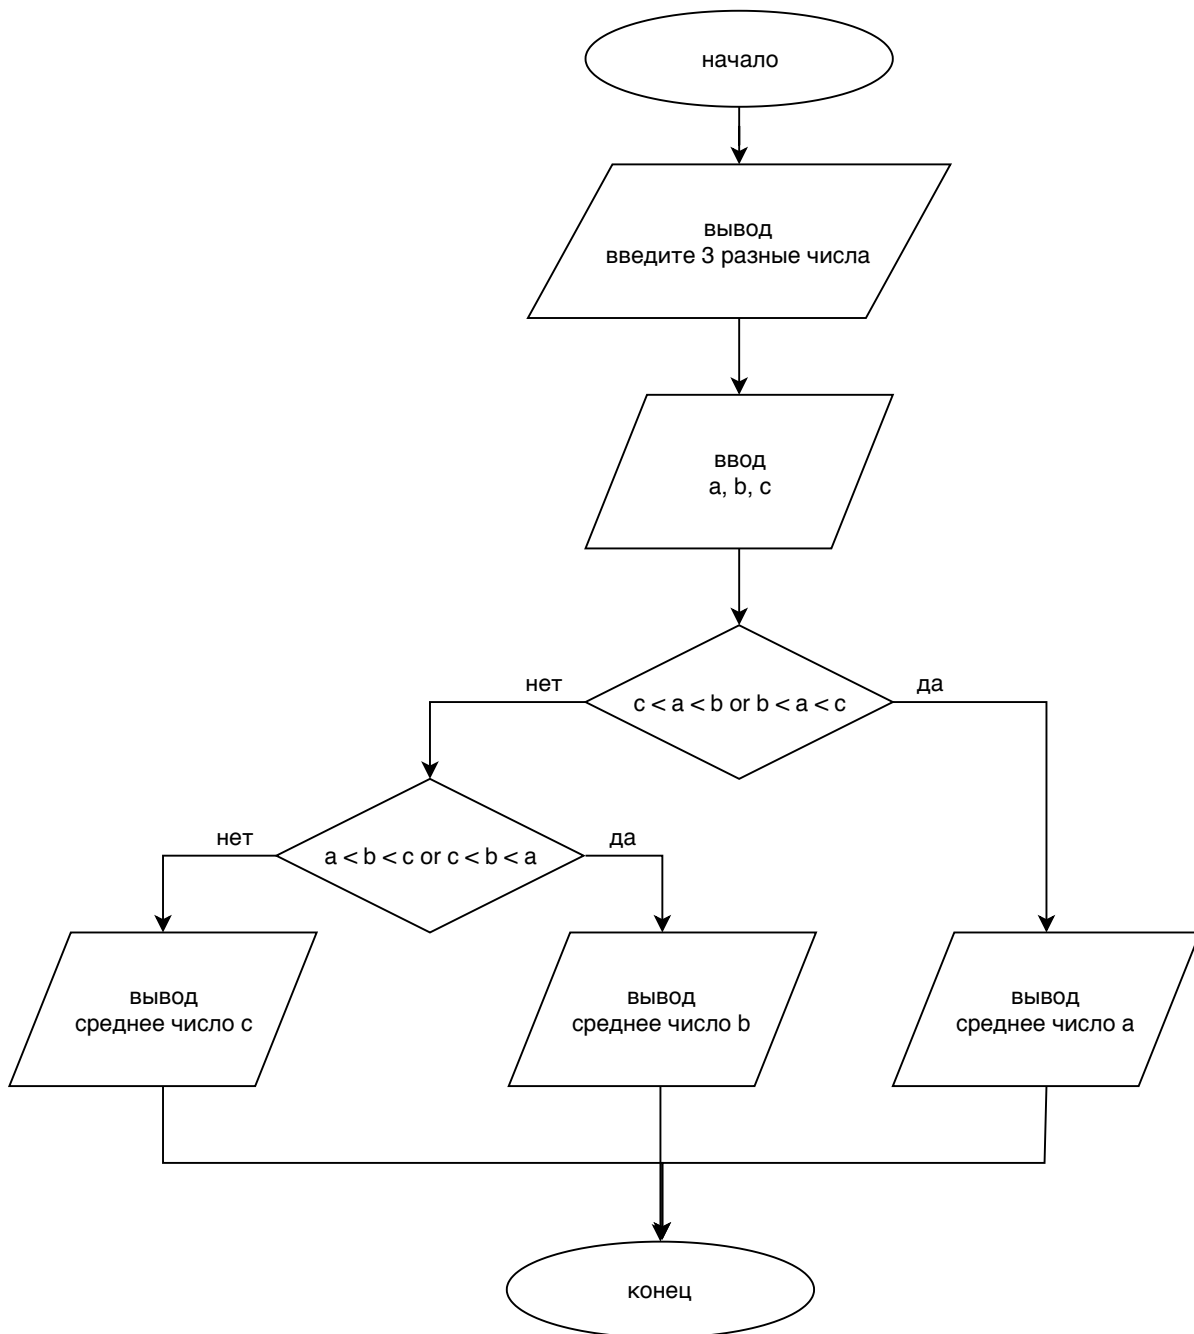 начало
вывод
введите 3 разные числа
ввод
a, b, c
нет
да
c < a < b or b < a < c
нет
да
a < b < c or c < b < a
вывод
среднее число c
вывод
среднее число b
вывод
среднее число a
конец